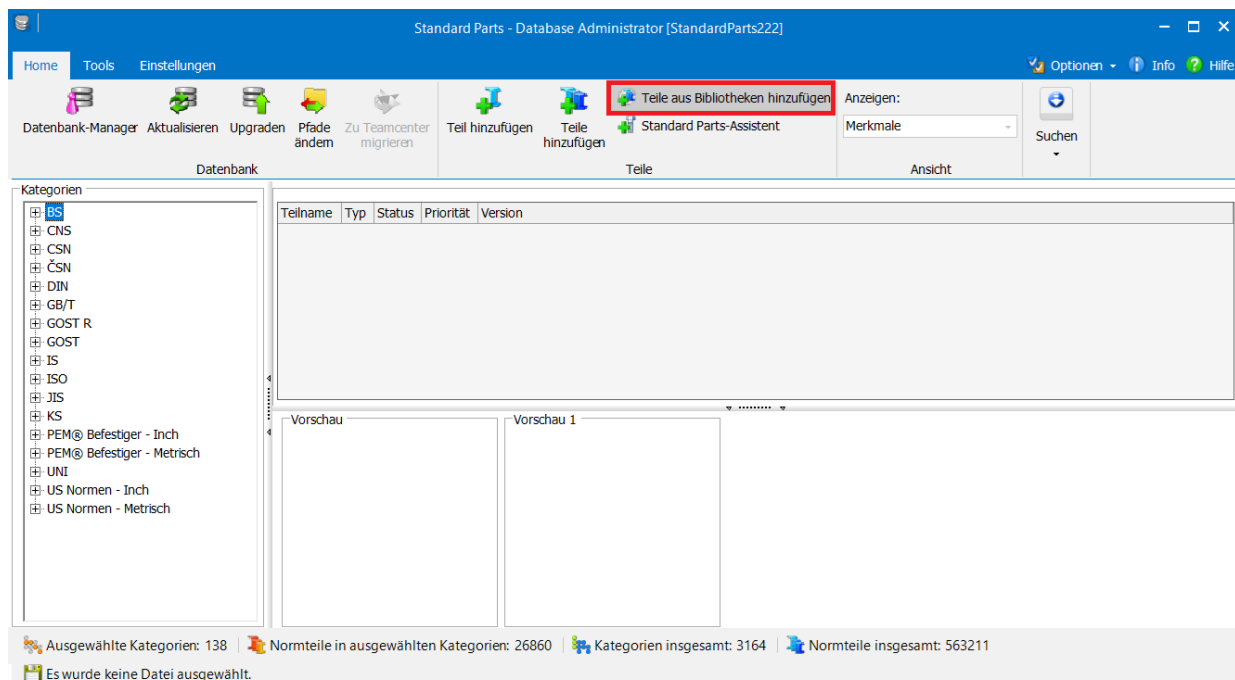 Standard Parts - Database Administrator [StandardParts222]
Home Tools Einstellungen Optionen Info Hilfe
Datenbank-Manager Aktualisieren Upgraden Pfade ändern Zu Teamcenter migrieren
Datenbank
Teil hinzufügen Teile hinzufügen
Teile aus Bibliotheken hinzufügen
Standard Parts-Assistent
Teile
Anzeigen:
Merkmale
Ansicht
Suchen
Kategorien
BS
CNS
CSN
ČSN
DIN
GB/T
GOST R
GOST
IS
ISO
JIS
KS
PEM® Befestiger - Inch
PEM® Befestiger - Metrisch
UNI
US Normen - Inch
US Normen - Metrisch
Teilname Typ Status Priorität Version
Vorschau
Vorschau 1
Ausgewählte Kategorien: 138 Normteile in ausgewählten Kategorien: 26860 Kategorien insgesamt: 3164 Normteile insgesamt: 563211
Es wurde keine Datei ausgewählt.